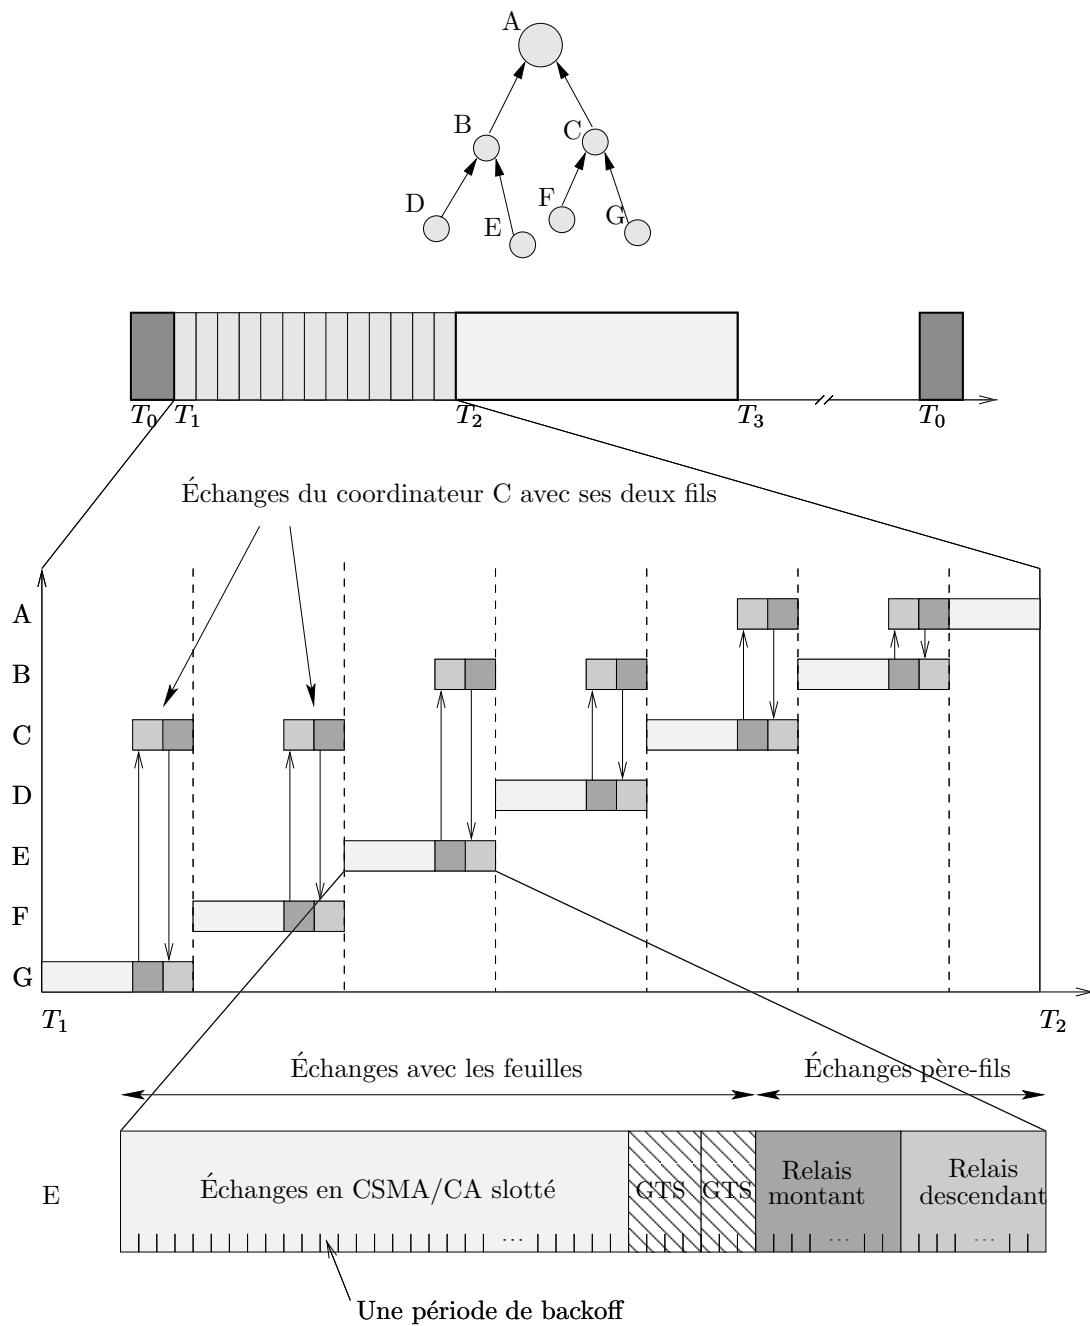 A
B
C
D
E
F
G
T0
T1
T2
T3
T0
Échanges du coordinateur C avec ses deux fils
A
B
C
D
E
F
G
T1
T2
Échanges avec les feuilles
Échanges père-fils
E
Échanges en CSMA/CA slotté
GTS
GTS
Relais
montant
Relais
descendant
...
...
...
Une période de backoff